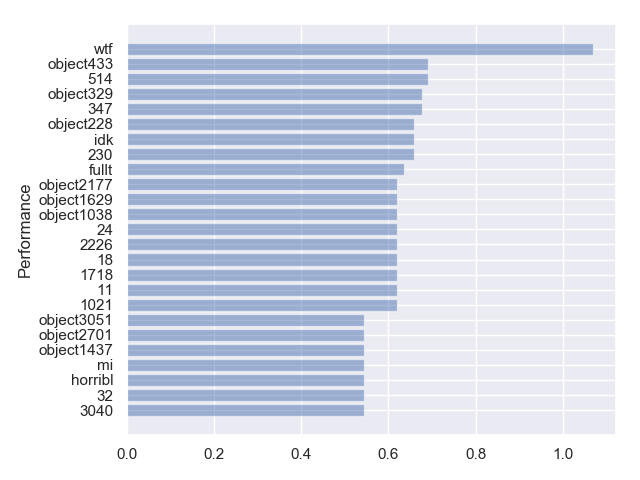 wtf
object433
514
object329
347
object228
idk
230
fullt
object2177
object1629
object1038
24
2226
18
1718
11
1021
object3051
object2701
object1437
mi
horribl
32
3040
Performance
0.0 0.2 0.4 0.6 0.8 1.0